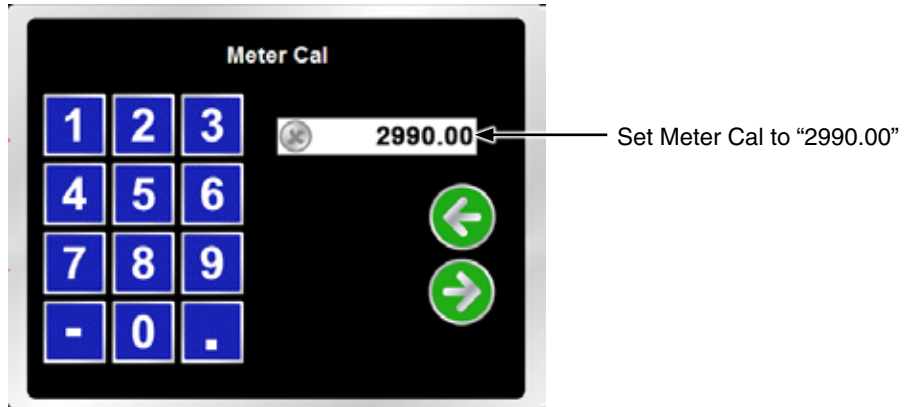 Meter Cal
1 2 3
2990.00
Set Meter Cal to “2990.00”
4 5 6
7 8 9
- 0 .